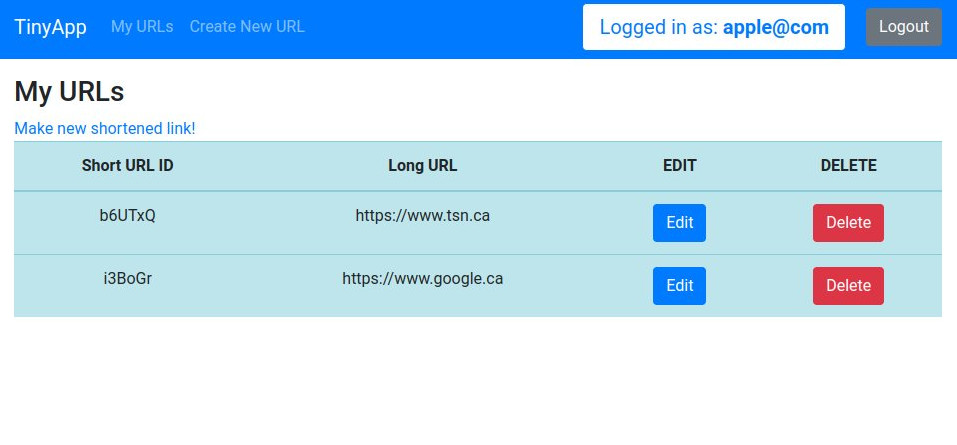 TinyApp My URLs Create New URL Logged in as: apple@com Logout
My URLs
Make new shortened link!
Short URL ID Long URL EDIT DELETE
b6UTxQ https://www.tsn.ca Edit Delete
i3BoGr https://www.google.ca Edit Delete